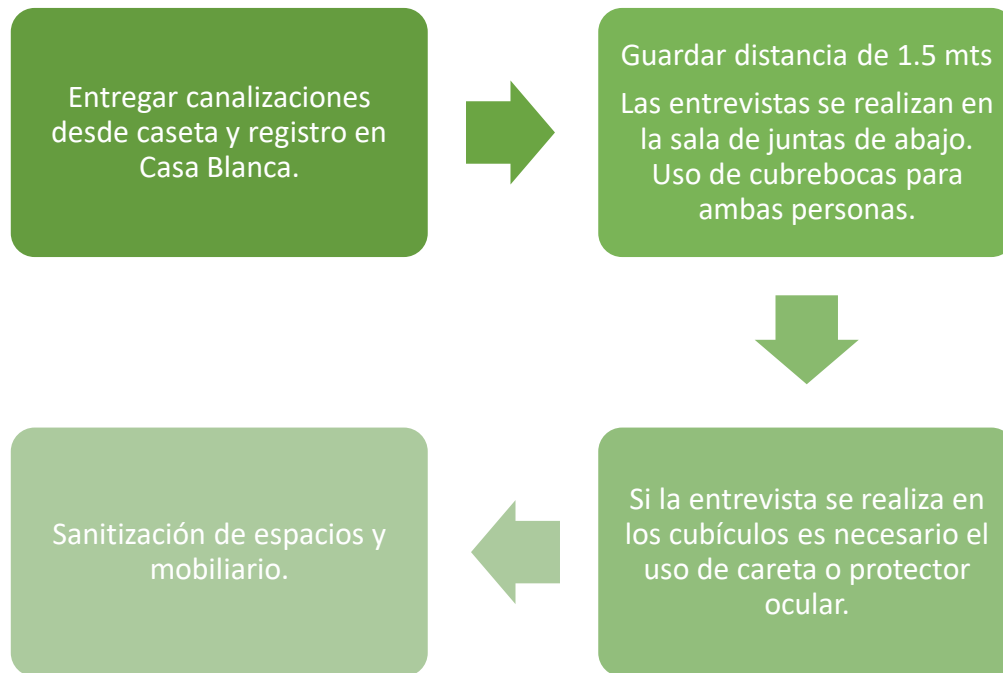 Entregar canalizaciones
desde caseta y registro en
Casa Blanca.
Guardar distancia de 1.5 mts
Las entrevistas se realizan en
la sala de juntas de abajo.
Uso de cubrebocas para
ambas personas.
Si la entrevista se realiza en
los cubículos es necesario el
uso de careta o protector
ocular.
Sanitización de espacios y
mobiliario.